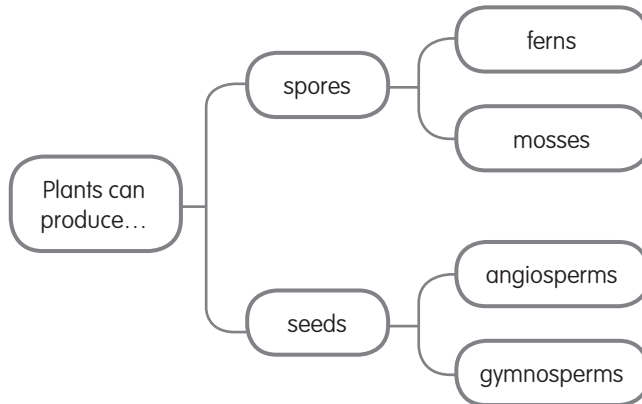 Plants can
produce…
spores
ferns
mosses
seeds
angiosperms
gymnosperms